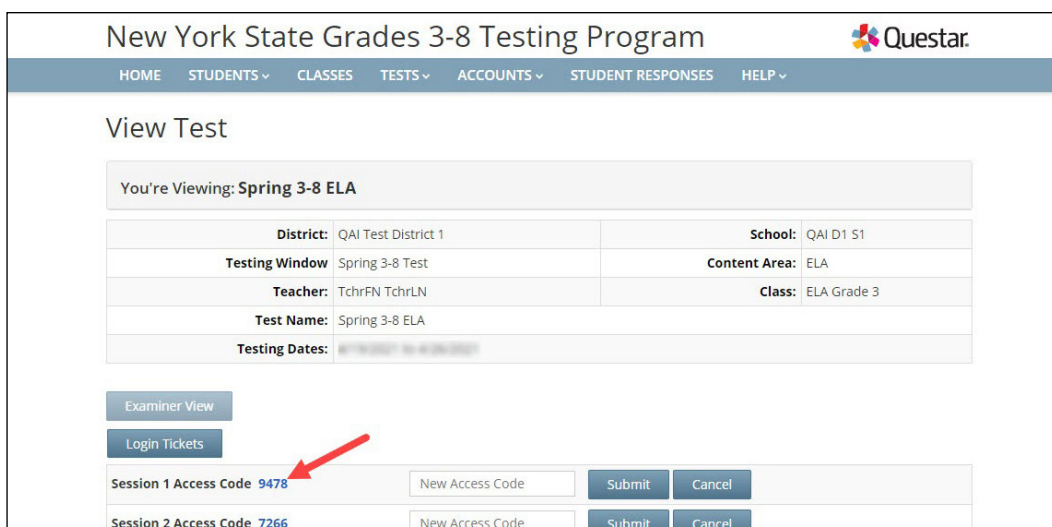 New York State Grades 3-8 Testing Program
Questar.
HOME STUDENTS CLASSES TESTS ACCOUNTS STUDENT RESPONSES HELP
View Test
You're Viewing: Spring 3-8 ELA
District: QAI Test District 1 School: QAI D1 S1
Testing Window Spring 3-8 Test Content Area: ELA
Teacher: TchrFN TchrLN Class: ELA Grade 3
Test Name: Spring 3-8 ELA
Testing Dates:
Examiner View
Login Tickets
Session 1 Access Code 9478 New Access Code Submit Cancel
Session 2 Access Code 7266 New Access Code Submit Cancel